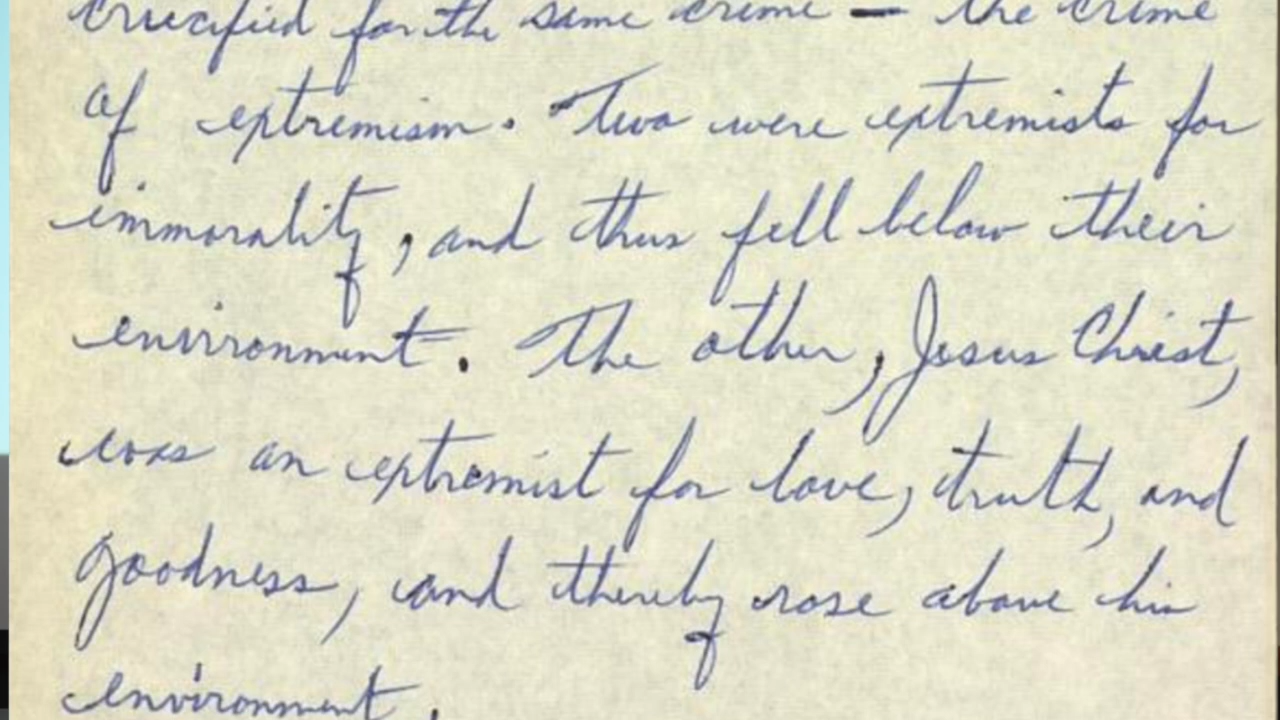 crucified for the same crime — the crime
of extremism. Two were extremists for
immorality, and thus fell below their
environment. The other, Jesus Christ,
was an extremist for love, truth, and
goodness, and thereby rose above his
environment.